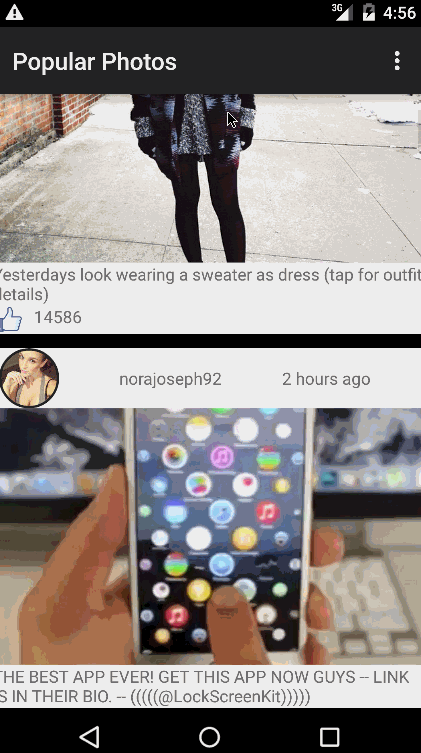 3G 4:56
Popular Photos
Yesterdays look wearing a sweater as dress (tap for outfit
details)
14586
norajoseph92 2 hours ago
THE BEST APP EVER! GET THIS APP NOW GUYS -- LINK
IS IN THEIR BIO. -- (((((@LockScreenKit)))))